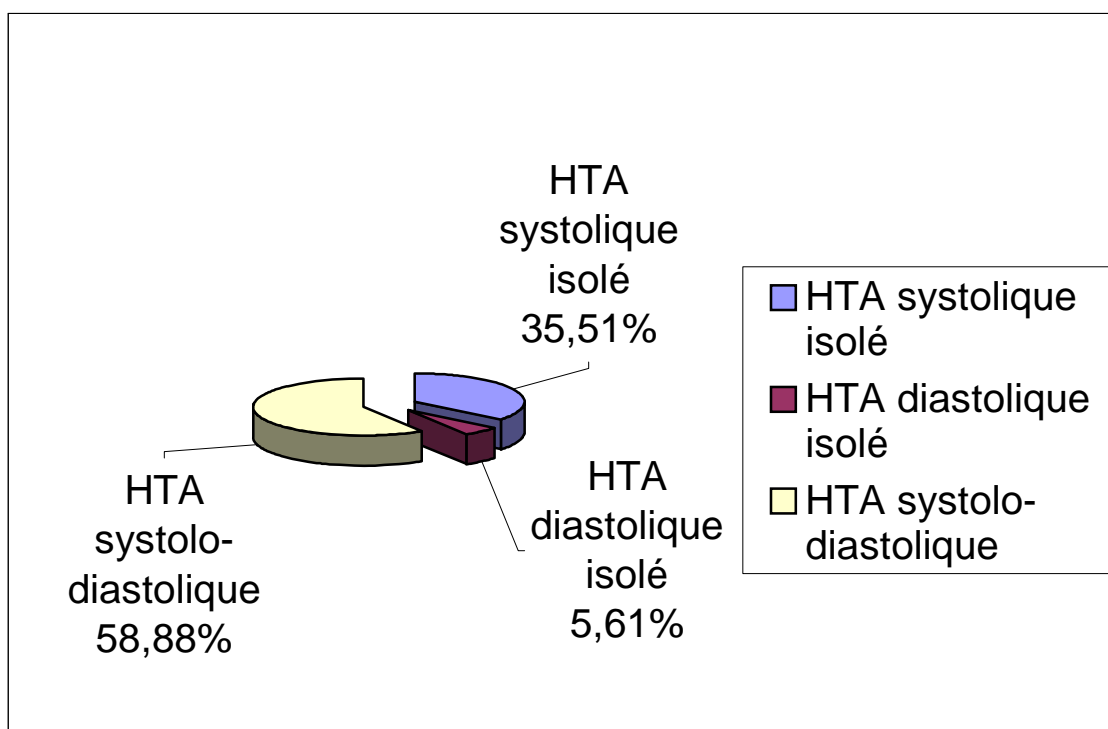 HTA
systolique
isolé
35,51%
HTA systolique
isolé
HTA diastolique
isolé
HTA systolo-
diastolique
HTA
diastolique
isolé
5,61%
HTA
systolo-
diastolique
58,88%